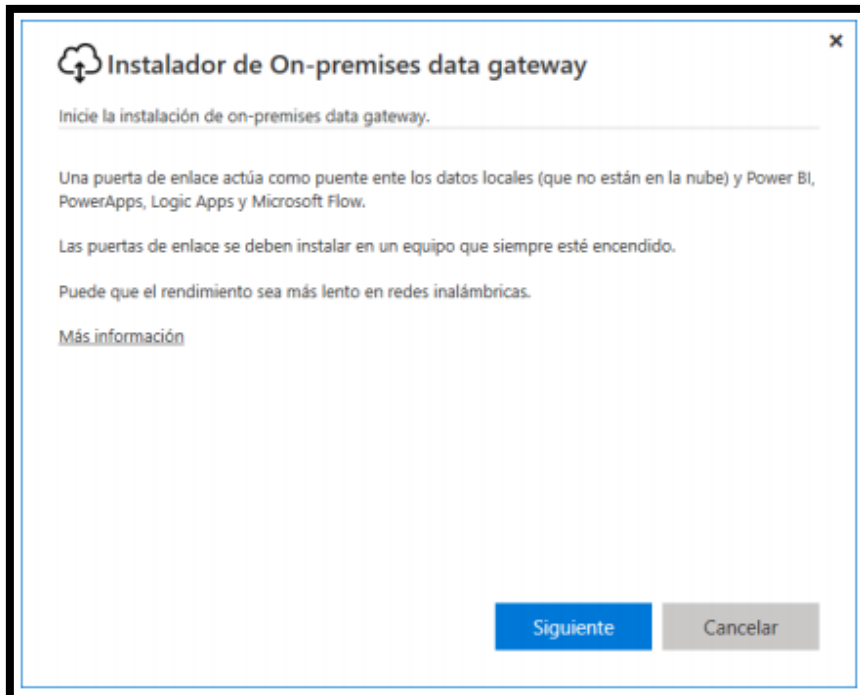 Instalador de On-premises data gateway
Inicie la instalación de on-premises data gateway.
Una puerta de enlace actúa como puente ente los datos locales (que no están en la nube) y Power BI,
PowerApps, Logic Apps y Microsoft Flow.
Las puertas de enlace se deben instalar en un equipo que siempre esté encendido.
Puede que el rendimiento sea más lento en redes inalámbricas.
Más información
Siguiente
Cancelar